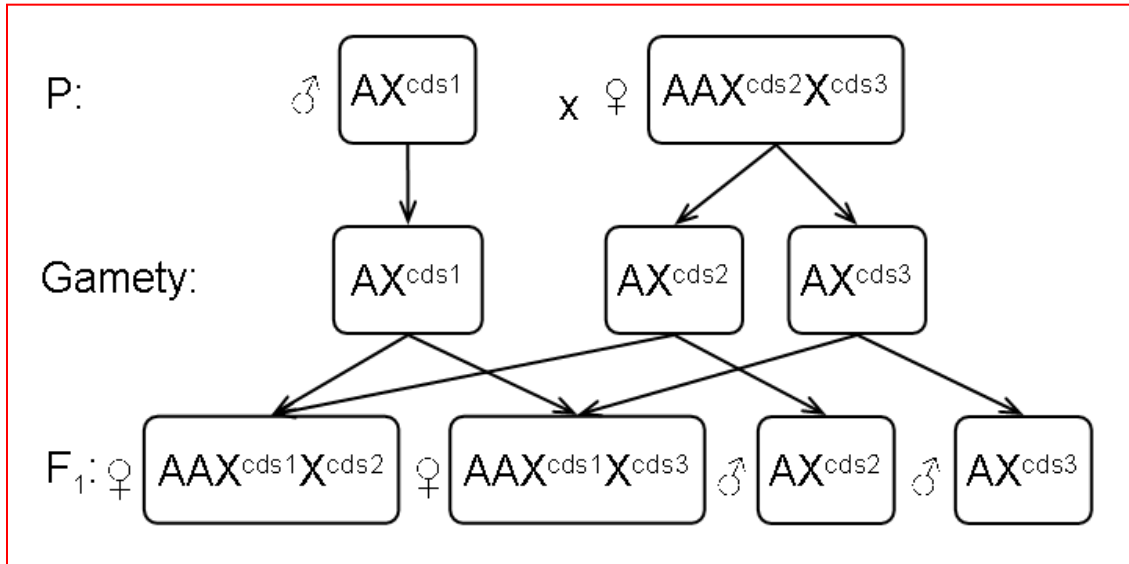 P: ♂ AXᶜᵈˢ¹ x ♀ AAXᶜᵈˢ²Xᶜᵈˢ³
Gamety: AXᶜᵈˢ¹ AXᶜᵈˢ² AXᶜᵈˢ³
F₁: ♀ AAXᶜᵈˢ¹Xᶜᵈˢ² ♀ AAXᶜᵈˢ¹Xᶜᵈˢ³ ♂ AXᶜᵈˢ² ♂ AXᶜᵈˢ³